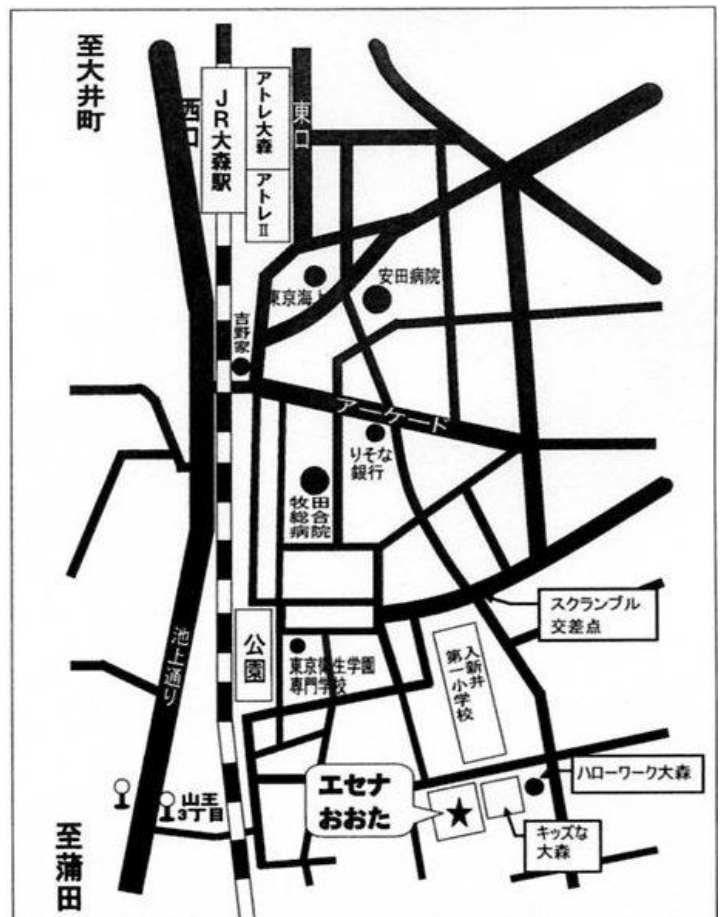 至大井町
西口
JR大森駅
アトレ大森
アトレⅡ
東口
東京海上
安田病院
吉野家
アーケード
りそな
銀行
牧田
総合
病院
スクランブル
交差点
公園
池上通り
東京衛生学園
専門学校
入新井
第一小学校
ハローワーク大森
エセナ
おおた
キッズな
大森
山王
3丁目
至蒲田